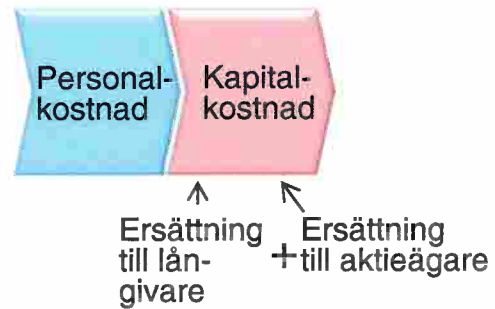 Personal-
kostnad
Kapital-
kostnad
Ersättning
till lån-
givare
+
Ersättning
till aktieägare